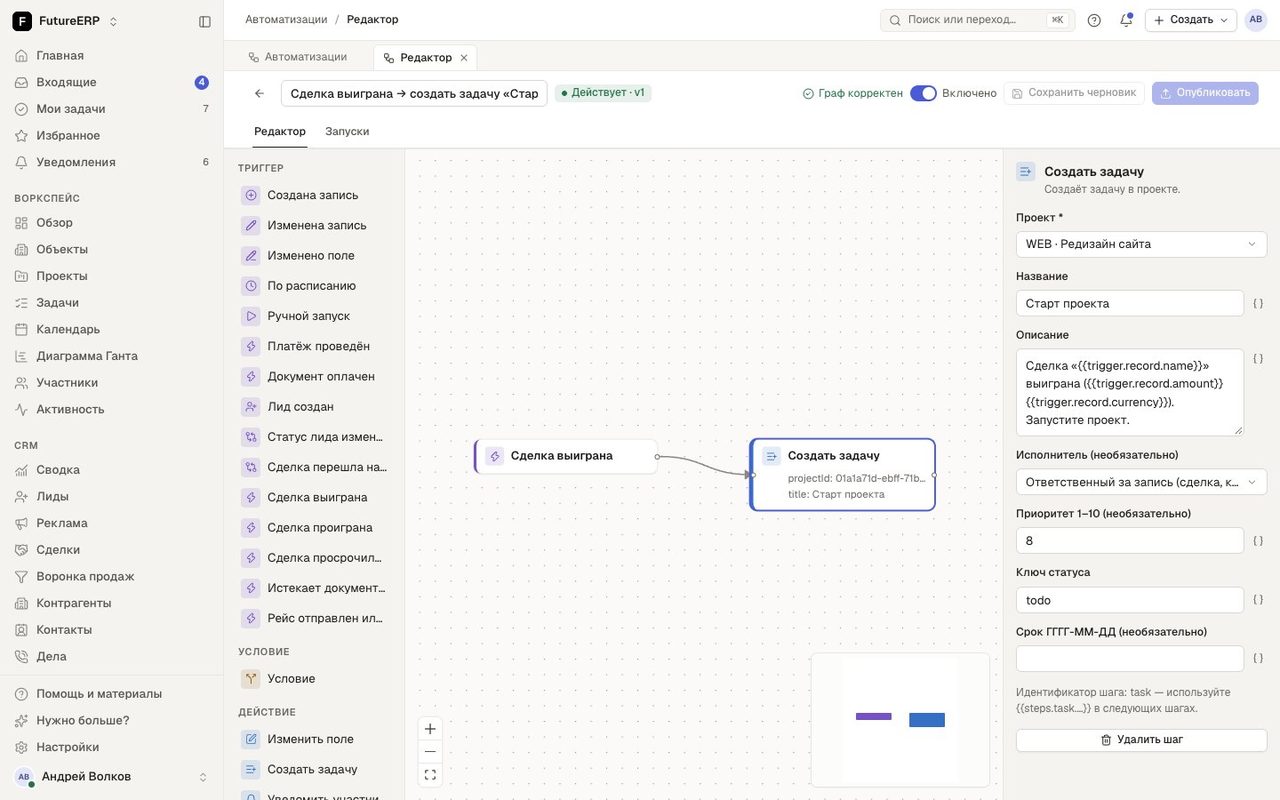 F FutureERP
Главная
Входящие 4
Мои задачи 7
Избранное
Уведомления 6
ВОРКСПЕЙС
Обзор
Объекты
Проекты
Задачи
Календарь
Диаграмма Ганта
Участники
Активность
CRM
Сводка
Лиды
Реклама
Сделки
Воронка продаж
Контрагенты
Контакты
Дела
Помощь и материалы
Нужно больше?
Настройки
АВ Андрей Волков
Автоматизации / Редактор
Поиск или переход… ⌘K
Создать
АВ
Автоматизации
Редактор
Сделка выиграна → создать задачу «Стар
Действует · v1
Граф корректен
Включено
Сохранить черновик
Опубликовать
Редактор
Запуски
ТРИГГЕР
Создана запись
Изменена запись
Изменено поле
По расписанию
Ручной запуск
Платёж проведён
Документ оплачен
Лид создан
Статус лида измен…
Сделка перешла на…
Сделка выиграна
Сделка проиграна
Сделка просрочил…
Истекает документ…
Рейс отправлен ил…
УСЛОВИЕ
Условие
ДЕЙСТВИЕ
Изменить поле
Создать задачу
Сделка выиграна
Создать задачу
projectId: 01a1a71d-ebff-71b…
title: Старт проекта
Создать задачу
Создаёт задачу в проекте.
Проект *
WEB · Редизайн сайта
Название
Старт проекта { }
Описание
Сделка «{{trigger.record.name}}» { }
выиграна ({{trigger.record.amount}}
{{trigger.record.currency}}).
Запустите проект.
Исполнитель (необязательно)
Ответственный за запись (сделка, к…
Приоритет 1–10 (необязательно)
8 { }
Ключ статуса
todo { }
Срок ГГГГ-ММ-ДД (необязательно)
{ }
Идентификатор шага: task — используйте
{{steps.task.…}} в следующих шагах.
Удалить шаг